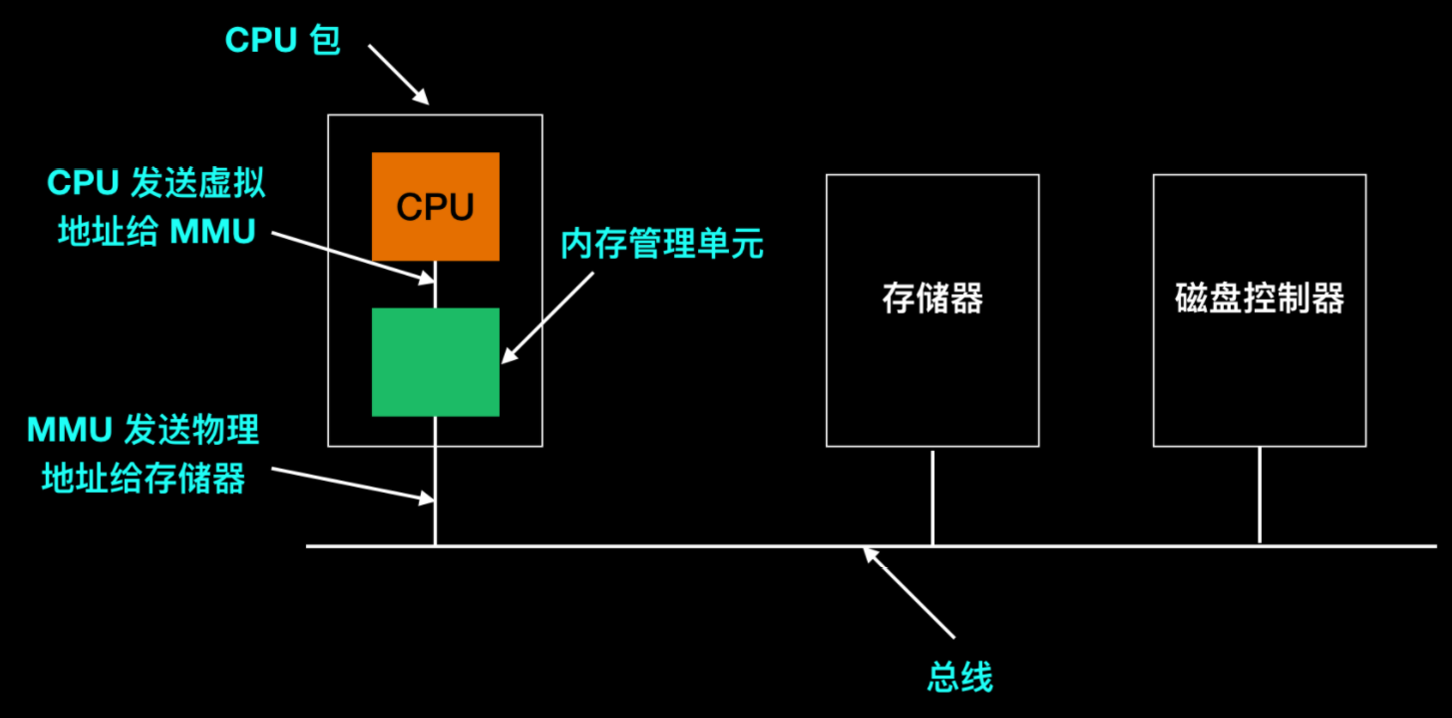 CPU 包
CPU 发送虚拟
地址给 MMU
CPU
内存管理单元
存储器
磁盘控制器
MMU 发送物理
地址给存储器
总线